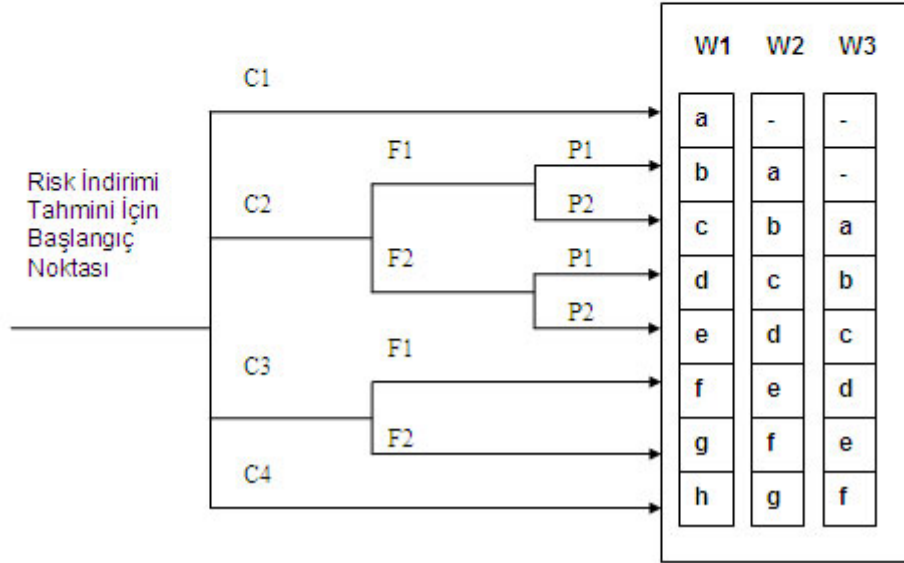 W1 W2 W3
C1
a - -
F1 P1
b a -
Risk İndirimi
Tahmini İçin
Başlangıç
Noktası
C2 P2
c b a
F2 P1
d c b
P2
e d c
C3 F1
f e d
F2
g f e
C4
h g f